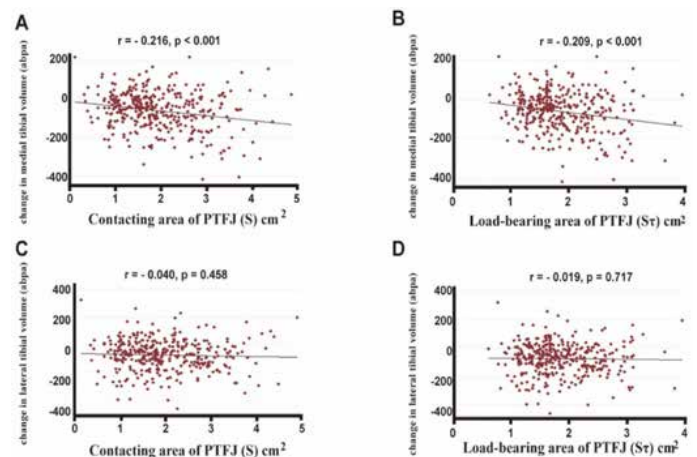 A
r = - 0.216, p < 0.001
change in medial tibial volume (abpa)
200
0
-200
-400
0 1 2 3 4 5
Contacting area of PTFJ (S) cm²
B
r = - 0.209, p < 0.001
change in medial tibial volume (abpa)
200
0
-200
-400
0 1 2 3 4
Load-bearing area of PTFJ (Sτ) cm²
C
r = - 0.040, p = 0.458
change in lateral tibial volume (abpa)
400
200
0
-200
-400
0 1 2 3 4 5
Contacting area of PTFJ (S) cm²
D
r = - 0.019, p = 0.717
change in lateral tibial volume (abpa)
400
200
0
-200
-400
0 1 2 3 4
Load-bearing area of PTFJ (Sτ) cm²